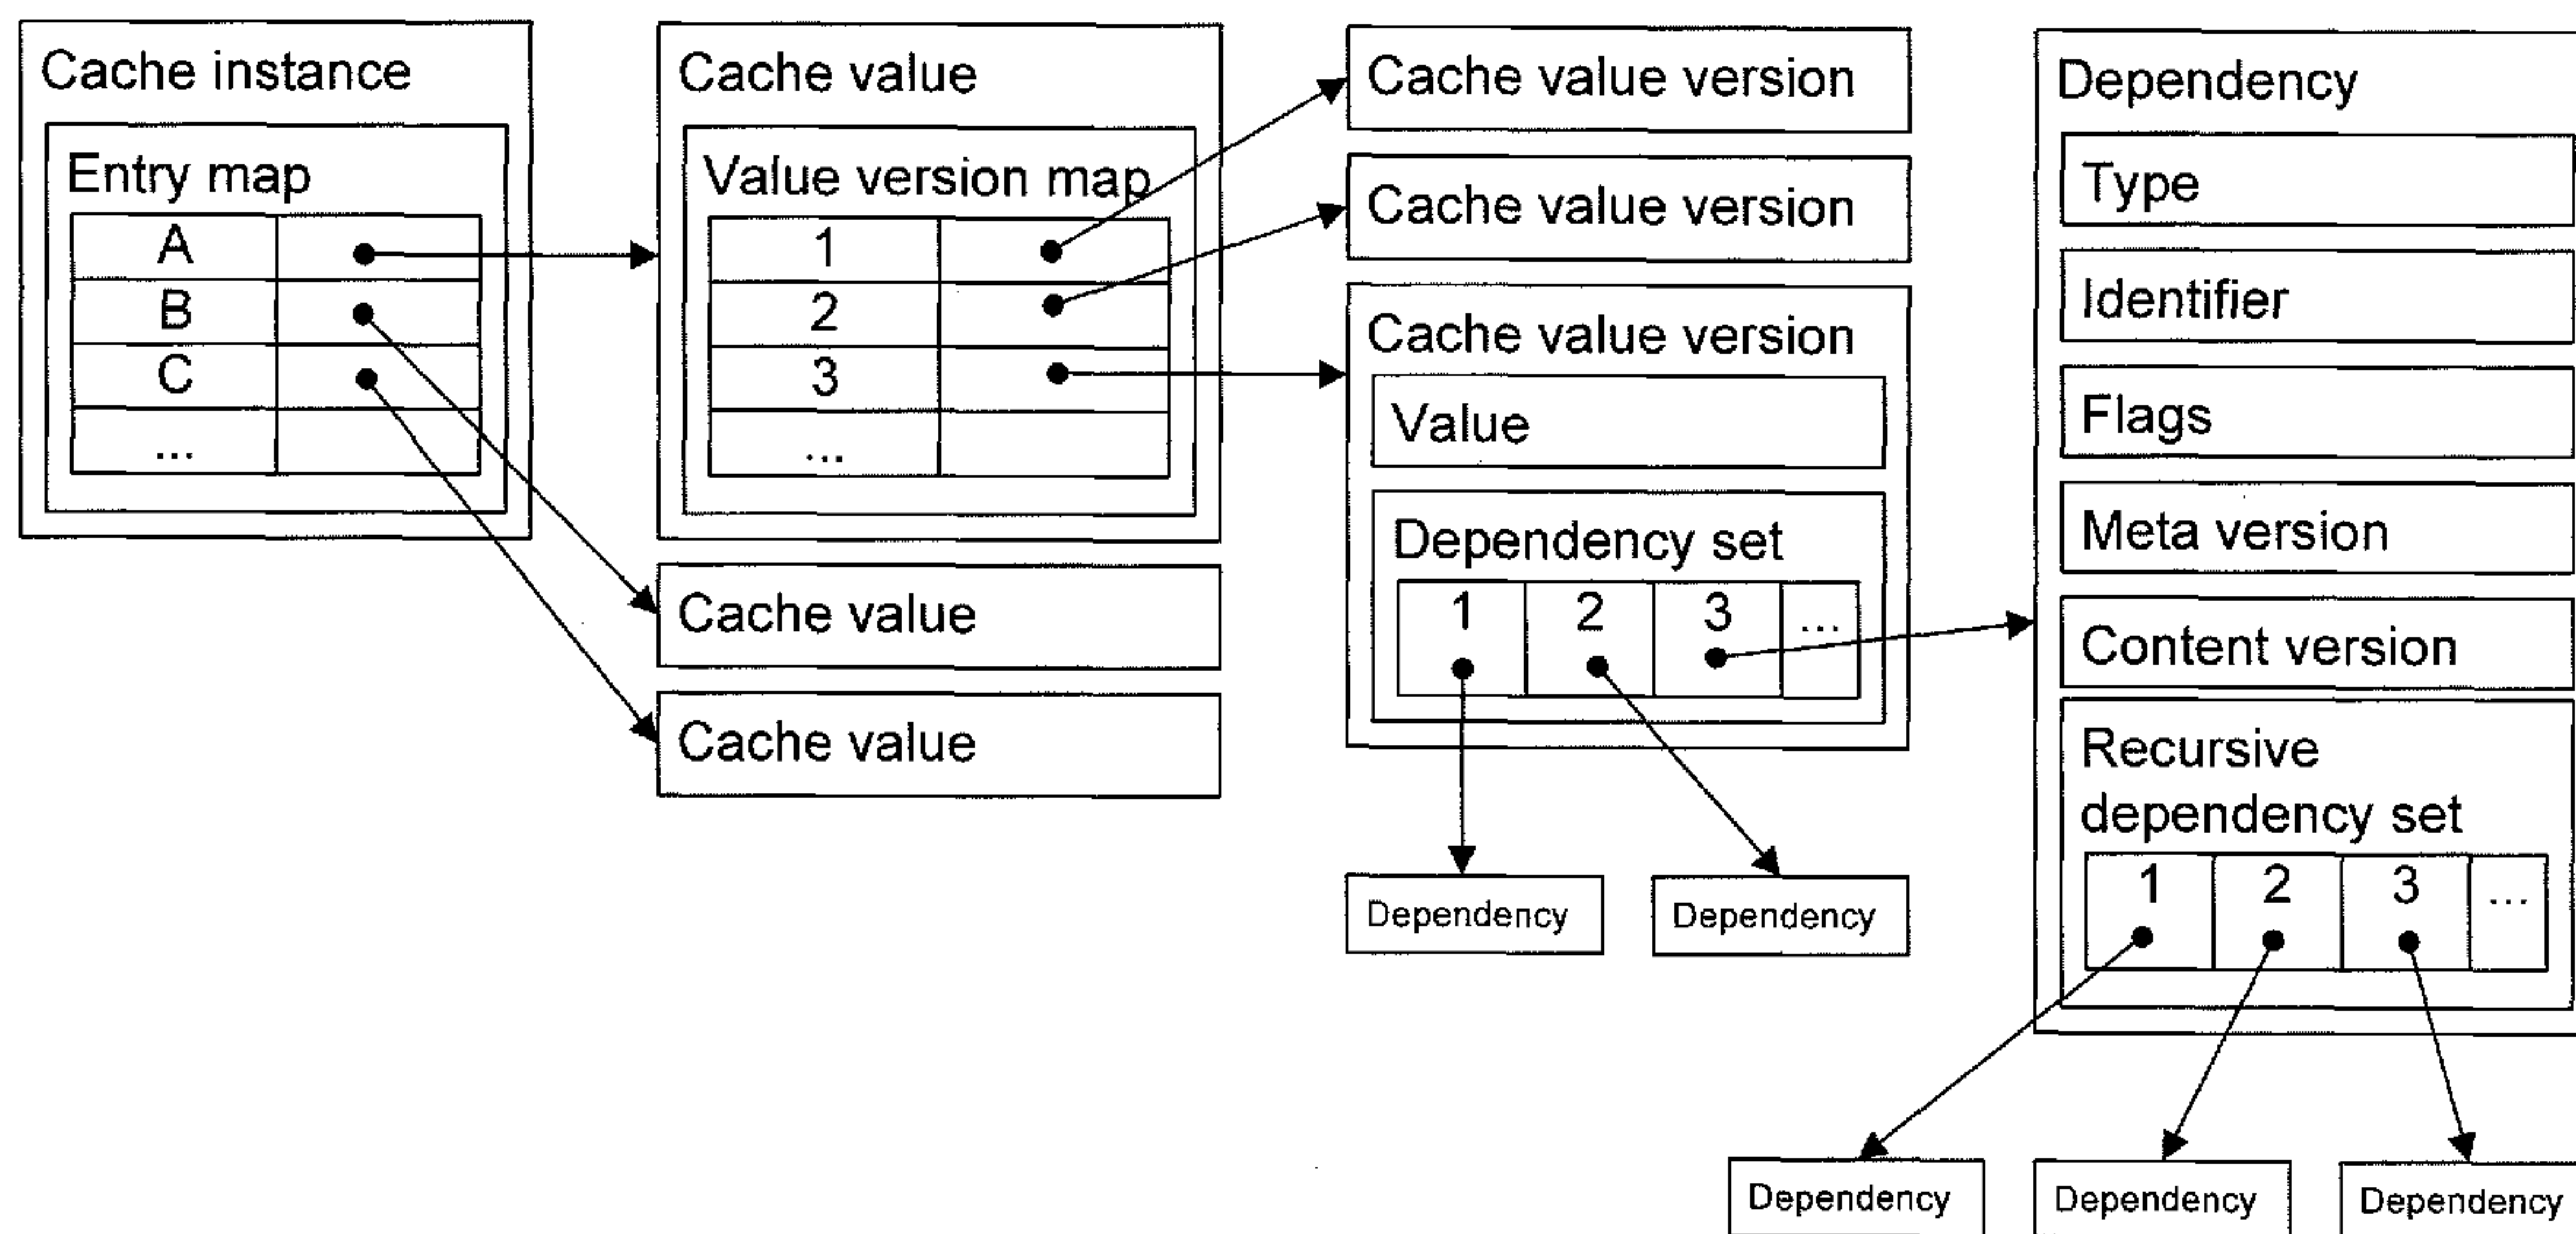 Cache instance
Entry map
A
B
C
...
Cache value
Value version map
1
2
3
...
Cache value
Cache value
Cache value version
Cache value version
Cache value version
Value
Dependency set
1 2 3 ...
Dependency Dependency
Dependency
Type
Identifier
Flags
Meta version
Content version
Recursive
dependency set
1 2 3 ...
Dependency Dependency Dependency